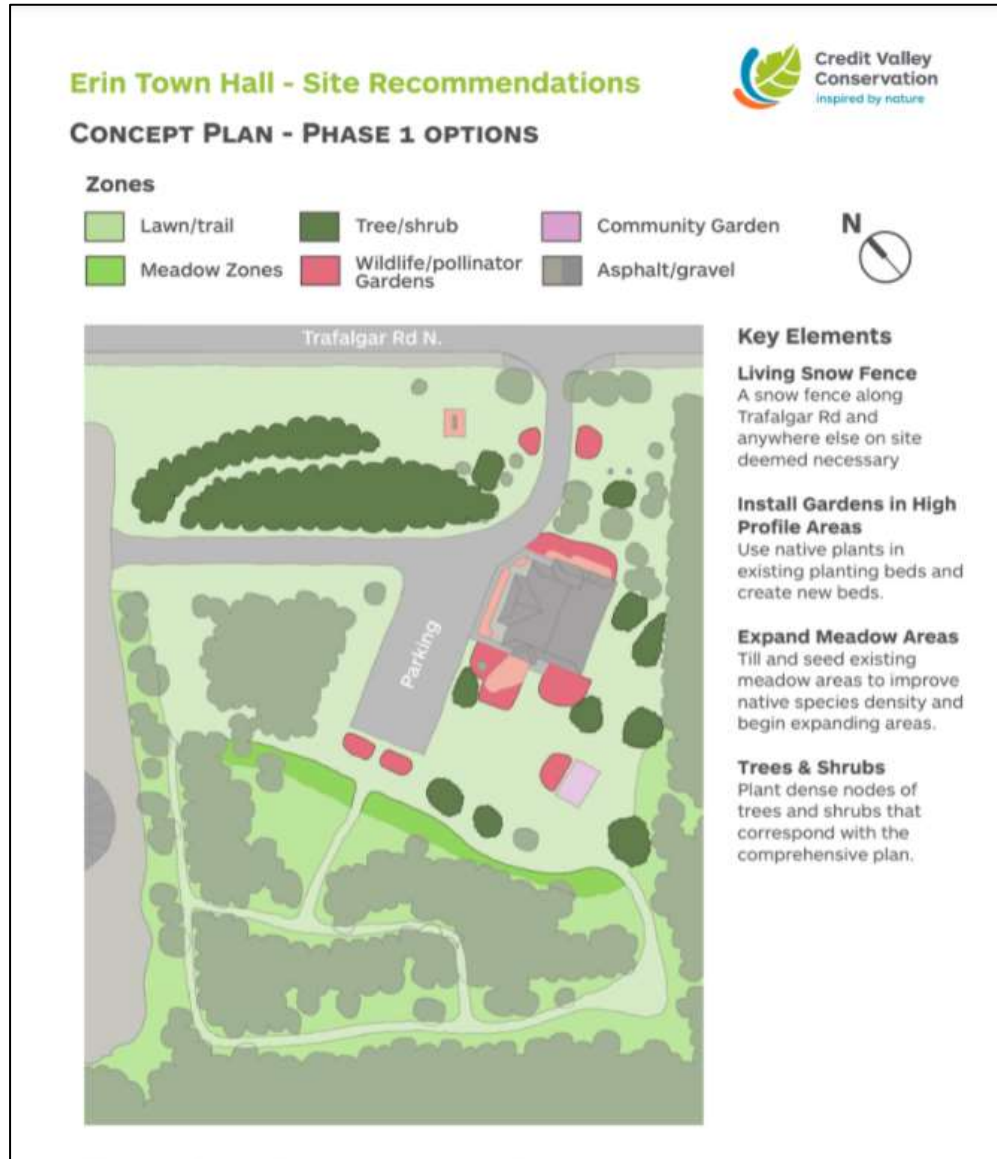 Erin Town Hall - Site Recommendations
Credit Valley
Conservation
inspired by nature
CONCEPT PLAN - PHASE 1 OPTIONS
Zones
Lawn/trail
Tree/shrub
Community Garden
Meadow Zones
Wildlife/pollinator
Gardens
Asphalt/gravel
N
Trafalgar Rd N.
Parking
Key Elements
Living Snow Fence
A snow fence along
Trafalgar Rd and
anywhere else on site
deemed necessary
Install Gardens in High
Profile Areas
Use native plants in
existing planting beds and
create new beds.
Expand Meadow Areas
Till and seed existing
meadow areas to improve
native species density and
begin expanding areas.
Trees & Shrubs
Plant dense nodes of
trees and shrubs that
correspond with the
comprehensive plan.